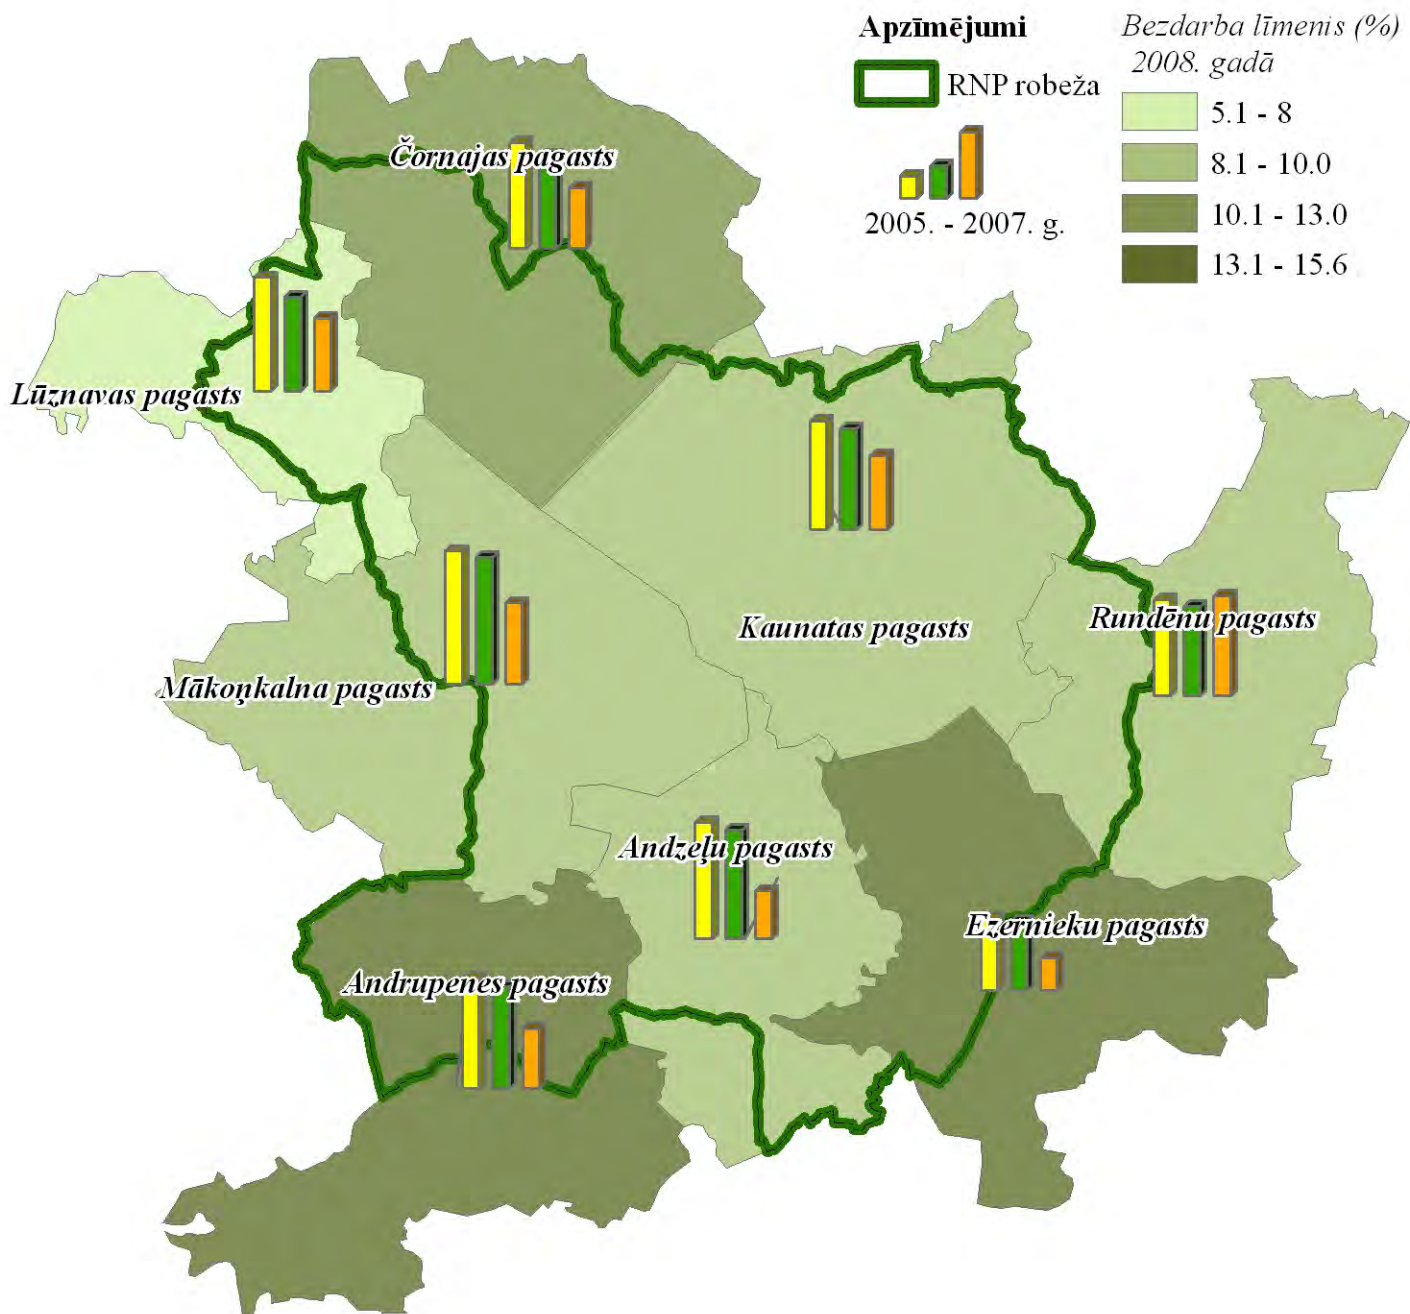 Apzīmējumi
RNP robeža
2005. - 2007. g.
Bezdarba līmenis (%)
2008. gadā
5.1 - 8
8.1 - 10.0
10.1 - 13.0
13.1 - 15.6
Čornajas pagasts
Lūznavas pagasts
Kaunatas pagasts
Rundēnu pagasts
Mākoņkalna pagasts
Andzeļu pagasts
Ezernieku pagasts
Andrupenes pagasts